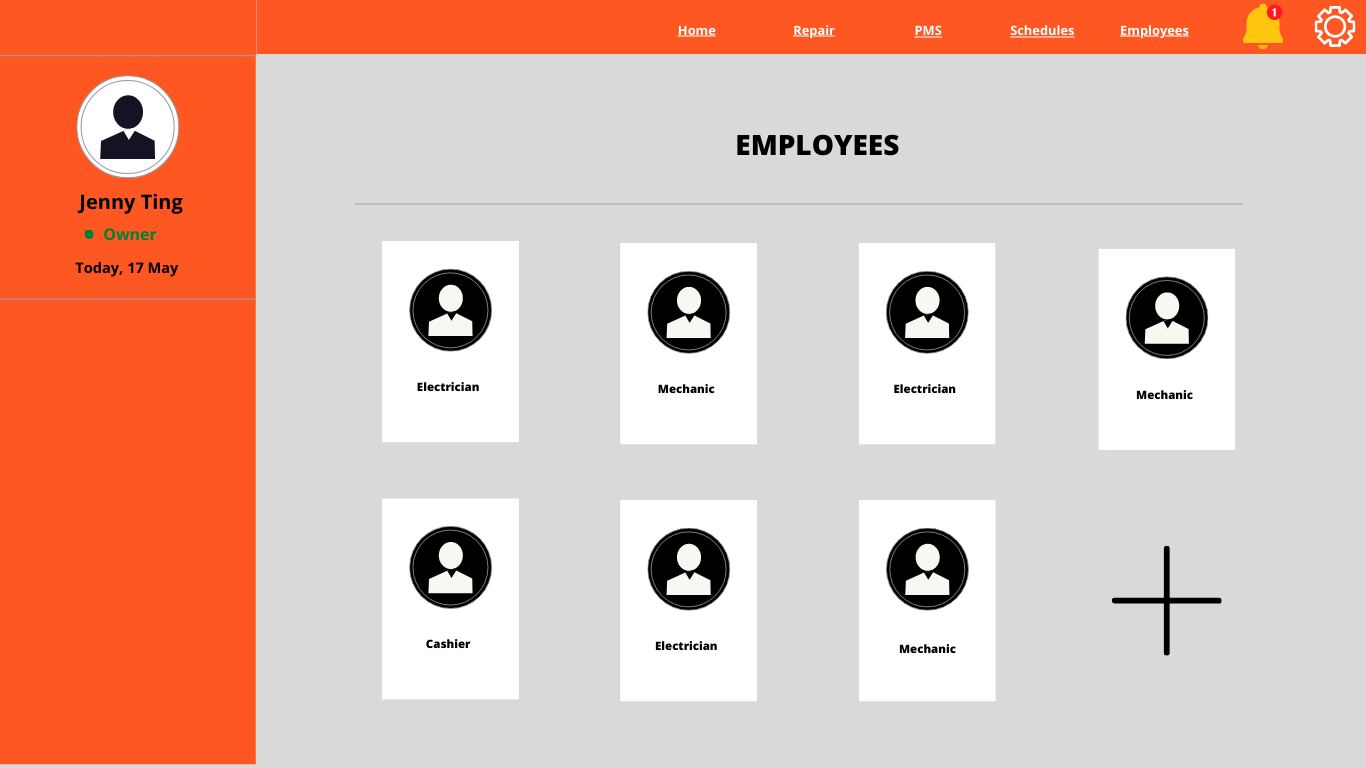 Home
Repair
PMS
Schedules
Employees
1
Jenny Ting
Owner
Today, 17 May
EMPLOYEES
Electrician
Mechanic
Electrician
Mechanic
Cashier
Electrician
Mechanic